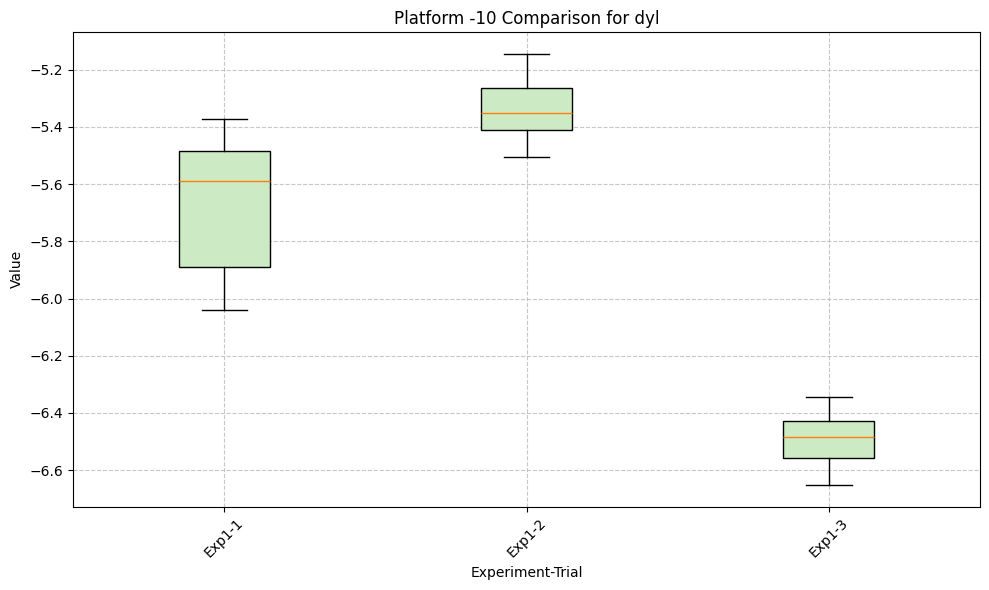 Platform -10 Comparison for dyl
Value
−5.2
−5.4
−5.6
−5.8
−6.0
−6.2
−6.4
−6.6
Exp1-1
Exp1-2
Exp1-3
Experiment-Trial